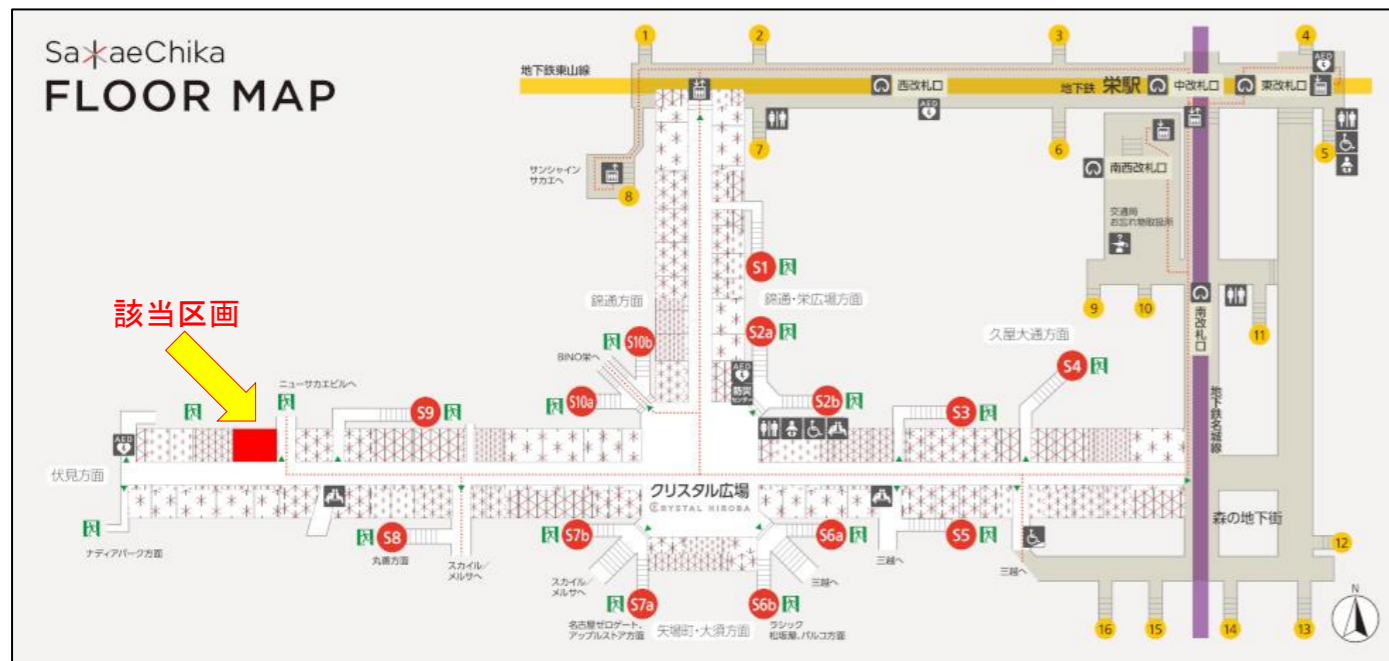 SakaeChika
FLOOR MAP
1
2
3
4
地下鉄東山線
西改札口
地下鉄 栄駅
中改札口
東改札口
AED
AED
7
6
5
サンシャイン
サカエへ
8
南西改札口
交通局
お忘れ物取扱所
S1
錦通方面
錦通・栄広場方面
9
10
南改札口
11
該当区画
S10b
S2a
久屋大通方面
BINO栄へ
AED
防災
センター
S4
ニューサカエビルへ
S9
S10a
S2b
S3
地下鉄名城線
AED
伏見方面
クリスタル広場
CRYSTAL HIROBA
森の地下街
ナディアパーク方面
S8
丸善方面
スカイル/
メルサへ
S7b
S6a
S5
三越へ
三越へ
12
スカイル/
メルサへ
三越へ
S7a
S6b
名古屋ゼロゲート、
アップルストア方面
矢場町・大須方面
ラシック
松坂屋、パルコ方面
16
15
14
13
N